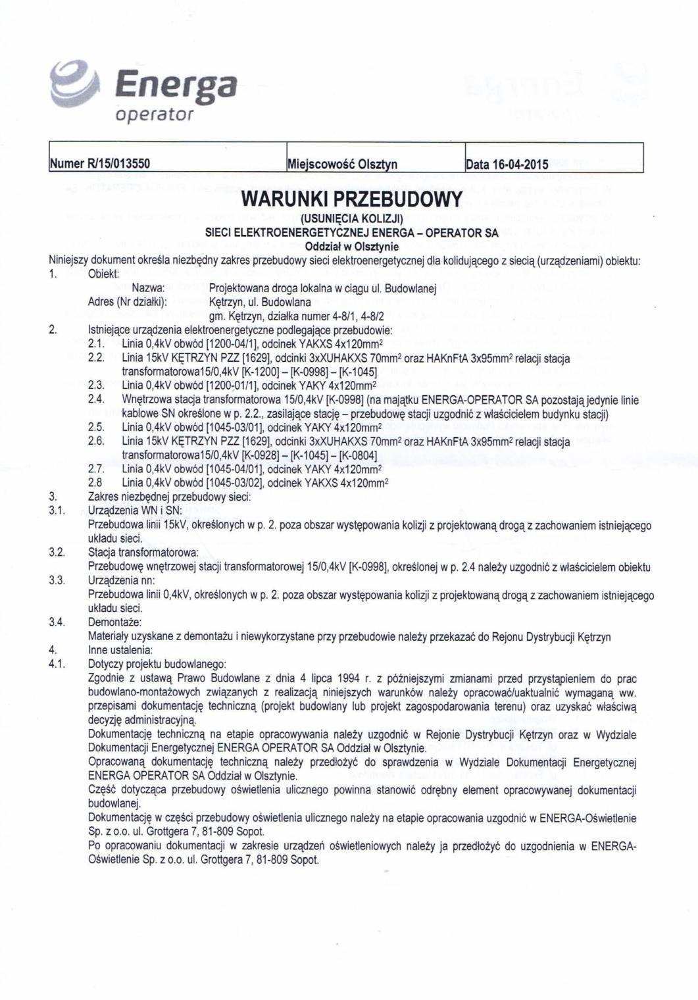 Energa
operator
Numer R/15/013550 Miejscowość Olsztyn Data 16-04-2015
WARUNKI PRZEBUDOWY
(USUNIĘCIA KOLIZJI)
SIECI ELEKTROENERGETYCZNEJ ENERGA – OPERATOR SA
Oddział w Olsztynie
Niniejszy dokument określa niezbędny zakres przebudowy sieci elektroenergetycznej dla kolidującego z siecią (urządzeniami) obiektu:
1. Obiekt:
Nazwa: Projektowana droga lokalna w ciągu ul. Budowlanej
Adres (Nr działki): Kętrzyn, ul. Budowlana
gm. Kętrzyn, działka numer 4-8/1, 4-8/2
2. Istniejące urządzenia elektroenergetyczne podlegające przebudowie:
2.1. Linia 0,4kV obwód [1200-04/1], odcinek YAKXS 4x120mm²
2.2. Linia 15kV KĘTRZYN PZZ [1629], odcinki 3xXUHAKXS 70mm² oraz HAKnFtA 3x95mm² relacji stacja
transformatorowa15/0,4kV [K-1200] – [K-0998] – [K-1045]
2.3. Linia 0,4kV obwód [1200-01/1], odcinek YAKY 4x120mm²
2.4. Wnętrzowa stacja transformatorowa 15/0,4kV [K-0998] (na majątku ENERGA-OPERATOR SA pozostają jedynie linie
kablowe SN określone w p. 2.2., zasilające stację – przebudowę stacji uzgodnić z właścicielem budynku stacji)
2.5. Linia 0,4kV obwód [1045-03/01], odcinek YAKY 4x120mm²
2.6. Linia 15kV KĘTRZYN PZZ [1629], odcinki 3xXUHAKXS 70mm² oraz HAKnFtA 3x95mm² relacji stacja
transformatorowa15/0,4kV [K-0928] – [K-1045] – [K-0804]
2.7. Linia 0,4kV obwód [1045-04/01], odcinek YAKY 4x120mm²
2.8 Linia 0,4kV obwód [1045-03/02], odcinek YAKXS 4x120mm²
3. Zakres niezbędnej przebudowy sieci:
3.1. Urządzenia WN i SN:
Przebudowa linii 15kV, określonych w p. 2. poza obszar występowania kolizji z projektowaną drogą z zachowaniem istniejącego
układu sieci.
3.2. Stacja transformatorowa:
Przebudowę wnętrzowej stacji transformatorowej 15/0,4kV [K-0998], określonej w p. 2.4 należy uzgodnić z właścicielem obiektu
3.3. Urządzenia nn:
Przebudowa linii 0,4kV, określonych w p. 2. poza obszar występowania kolizji z projektowaną drogą z zachowaniem istniejącego
układu sieci.
3.4. Demontaże:
Materiały uzyskane z demontażu i niewykorzystane przy przebudowie należy przekazać do Rejonu Dystrybucji Kętrzyn
4. Inne ustalenia:
4.1. Dotyczy projektu budowlanego:
Zgodnie z ustawą Prawo Budowlane z dnia 4 lipca 1994 r. z późniejszymi zmianami przed przystąpieniem do prac
budowlano-montażowych związanych z realizacją niniejszych warunków należy opracować/uaktualnić wymaganą ww.
przepisami dokumentację techniczną (projekt budowlany lub projekt zagospodarowania terenu) oraz uzyskać właściwą
decyzję administracyjną.
Dokumentację techniczną na etapie opracowywania należy uzgodnić w Rejonie Dystrybucji Kętrzyn oraz w Wydziale
Dokumentacji Energetycznej ENERGA OPERATOR SA Oddział w Olsztynie.
Opracowaną dokumentację techniczną należy przedłożyć do sprawdzenia w Wydziale Dokumentacji Energetycznej
ENERGA OPERATOR SA Oddział w Olsztynie.
Część dotycząca przebudowy oświetlenia ulicznego powinna stanowić odrębny element opracowywanej dokumentacji
budowlanej.
Dokumentację w części przebudowy oświetlenia ulicznego należy na etapie opracowania uzgodnić w ENERGA-Oświetlenie
Sp. z o.o. ul. Grottgera 7, 81-809 Sopot.
Po opracowaniu dokumentacji w zakresie urządzeń oświetleniowych należy ja przedłożyć do uzgodnienia w ENERGA-
Oświetlenie Sp. z o.o. ul. Grottgera 7, 81-809 Sopot.